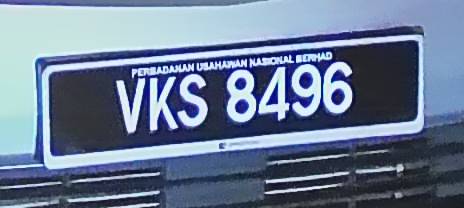 PERBADANAN USAHAWAN NASIONAL BERHAD
VKS 8496